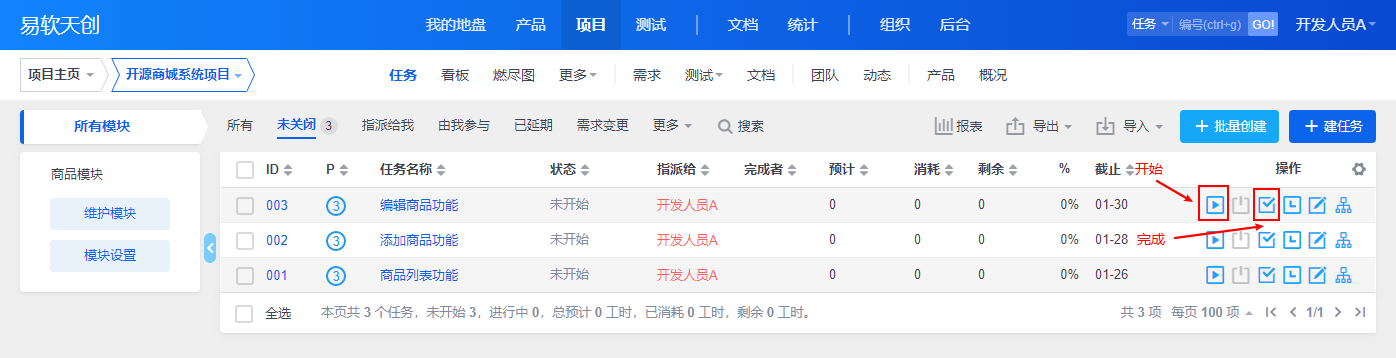 易软天创 我的地盘 产品 项目 测试 文档 统计 组织 后台 任务 编号(ctrl+g) GO! 开发人员A
项目主页 开源商城系统项目 任务 看板 燃尽图 更多 需求 测试 文档 团队 动态 产品 概况
所有模块 所有 未关闭 3 指派给我 由我参与 已延期 需求变更 更多 搜索 报表 导出 导入 + 批量创建 + 建任务
商品模块
维护模块
模块设置
ID P 任务名称 状态 指派给 完成者 预计 消耗 剩余 % 截止 开始 操作
003 3 编辑商品功能 未开始 开发人员A 0 0 0 0% 01-30
002 3 添加商品功能 未开始 开发人员A 0 0 0 0% 01-28 完成
001 3 商品列表功能 未开始 开发人员A 0 0 0 0% 01-26
全选 本页共 3 个任务，未开始 3，进行中 0，总预计 0 工时，已消耗 0 工时，剩余 0 工时。 共 3 项 每页 100 项 1/1